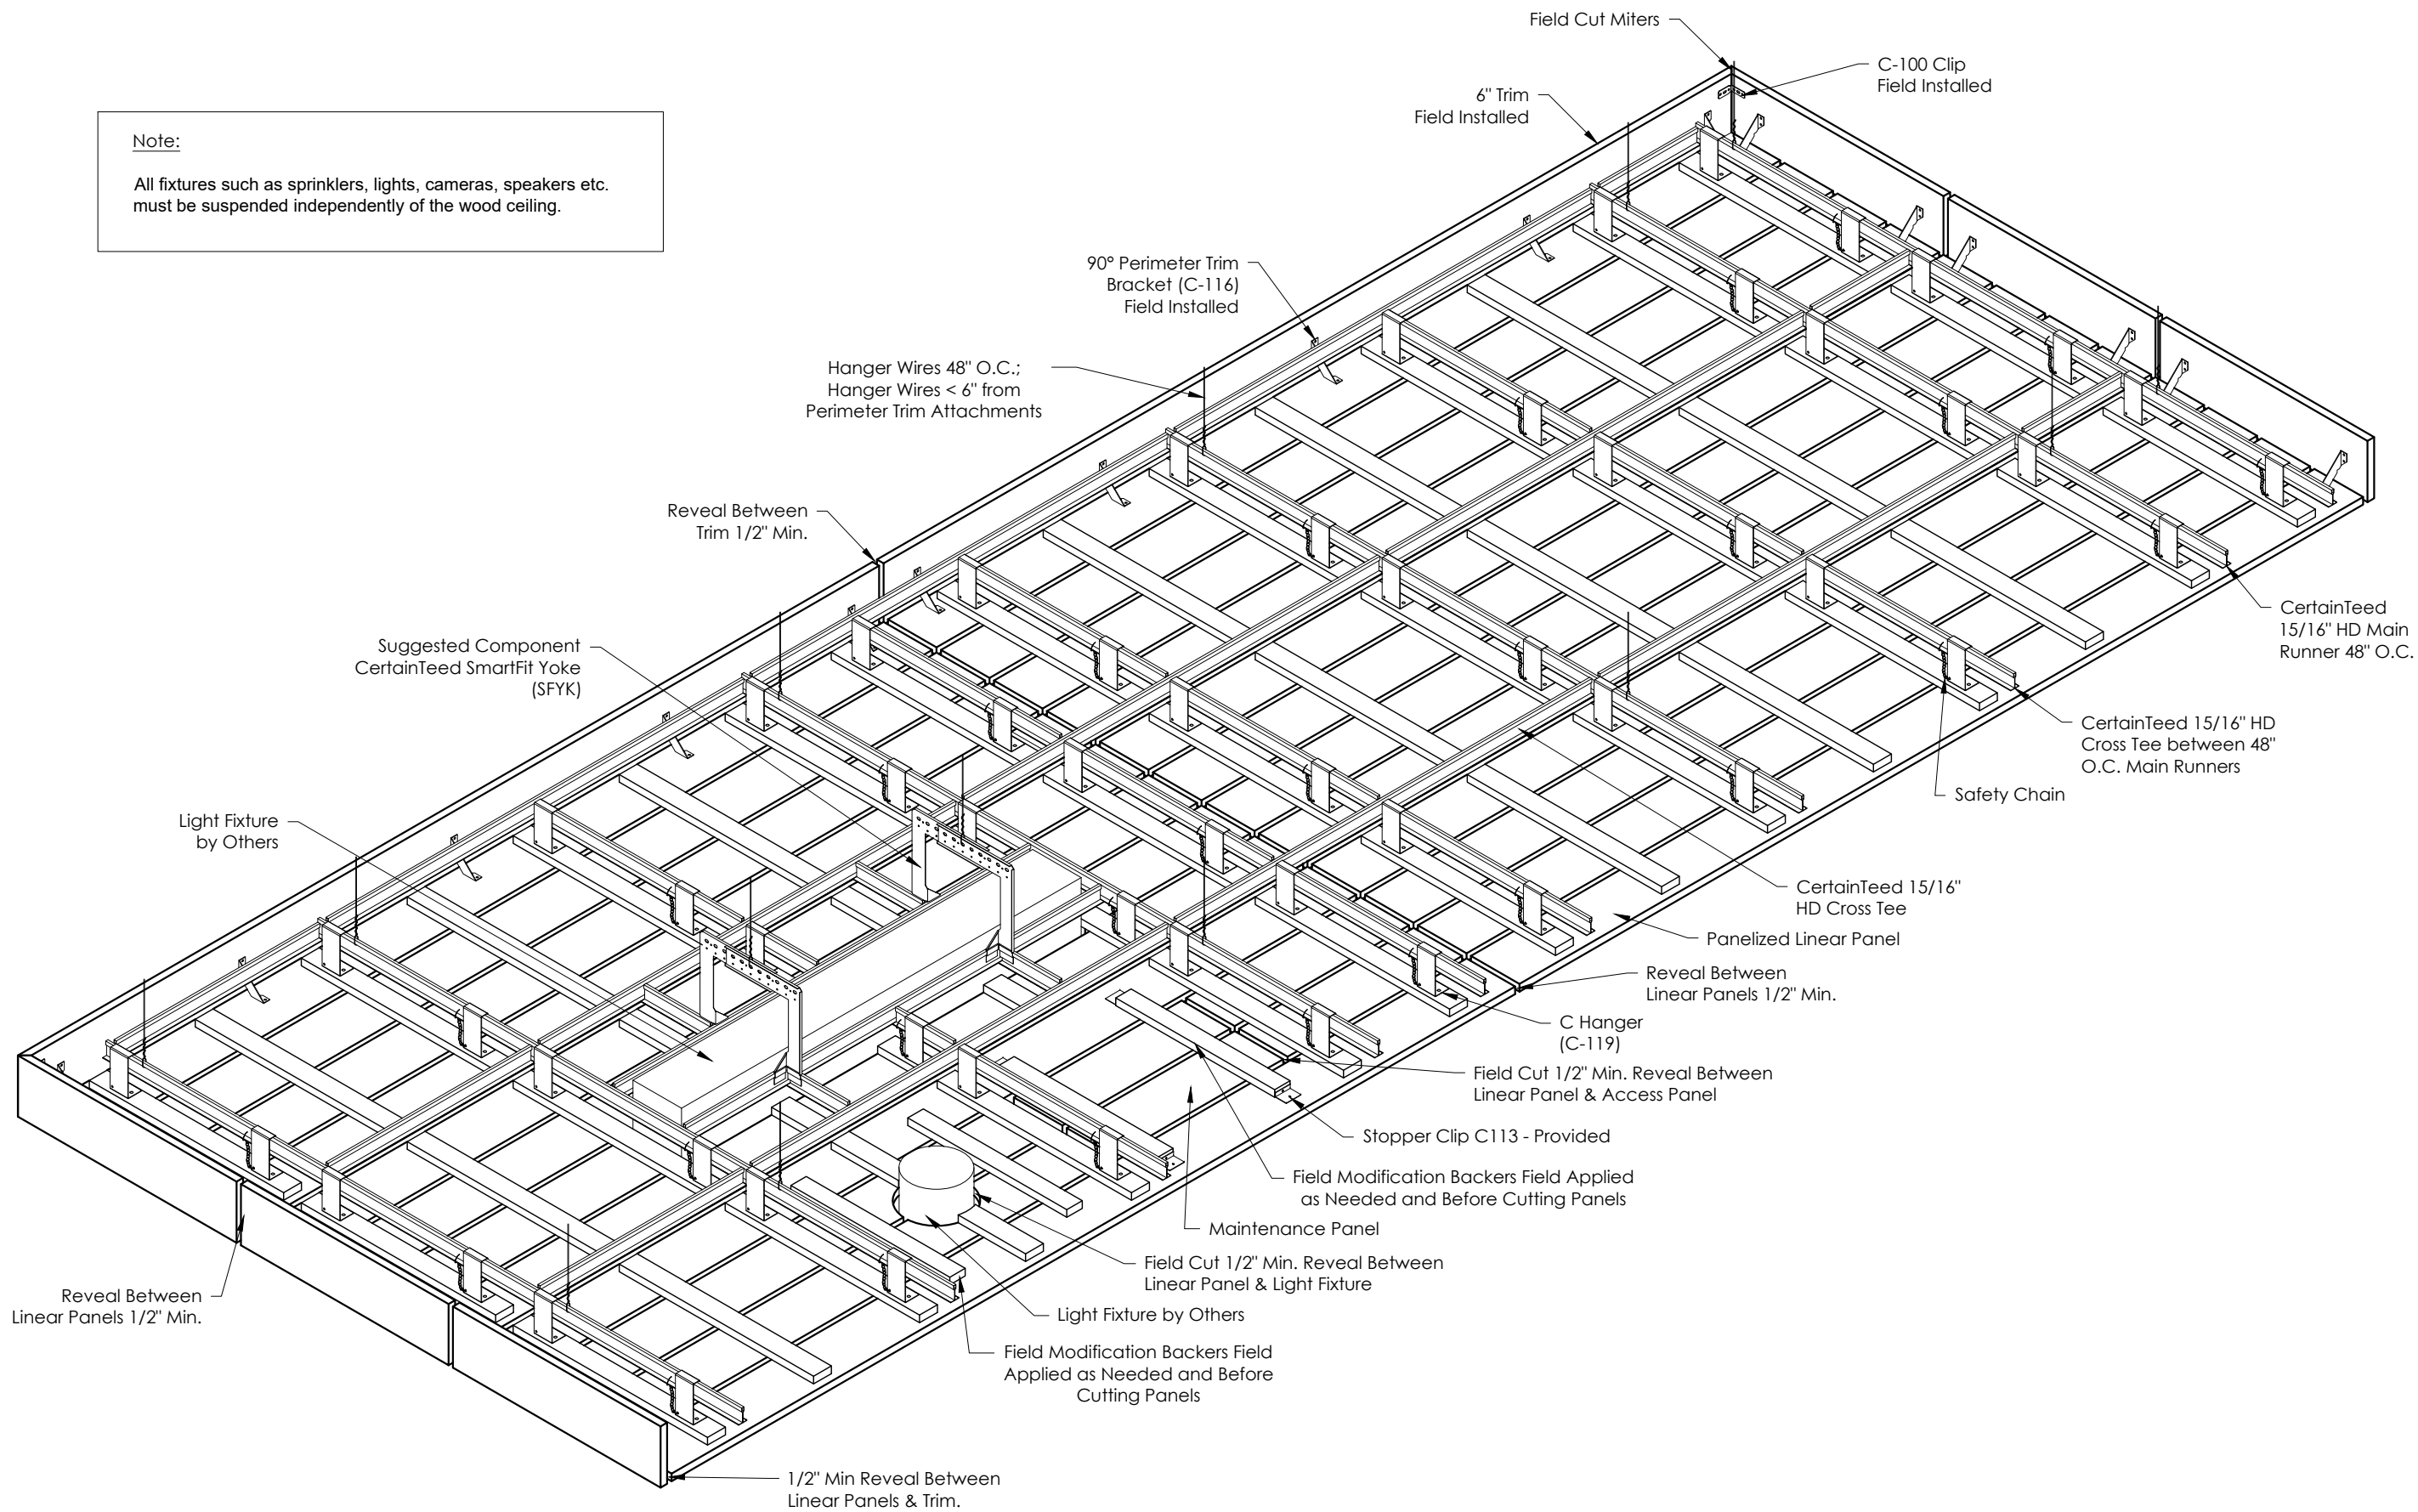 Field Cut Miters
C-100 Clip
Field Installed
6" Trim
Field Installed
Note:
All fixtures such as sprinklers, lights, cameras, speakers etc.
must be suspended independently of the wood ceiling.
90° Perimeter Trim
Bracket (C-116)
Field Installed
Hanger Wires 48" O.C.;
Hanger Wires < 6" from
Perimeter Trim Attachments
Reveal Between
Trim 1/2" Min.
Suggested Component
CertainTeed SmartFit Yoke
(SFYK)
Light Fixture
by Others
CertainTeed
15/16" HD Main
Runner 48" O.C.
CertainTeed 15/16" HD
Cross Tee between 48"
O.C. Main Runners
Safety Chain
CertainTeed 15/16"
HD Cross Tee
Panelized Linear Panel
Reveal Between
Linear Panels 1/2" Min.
C Hanger
(C-119)
Field Cut 1/2" Min. Reveal Between
Linear Panel & Access Panel
Stopper Clip C113 - Provided
Field Modification Backers Field Applied
as Needed and Before Cutting Panels
Maintenance Panel
Field Cut 1/2" Min. Reveal Between
Linear Panel & Light Fixture
Light Fixture by Others
Field Modification Backers Field
Applied as Needed and Before
Cutting Panels
Reveal Between
Linear Panels 1/2" Min.
1/2" Min Reveal Between
Linear Panels & Trim.